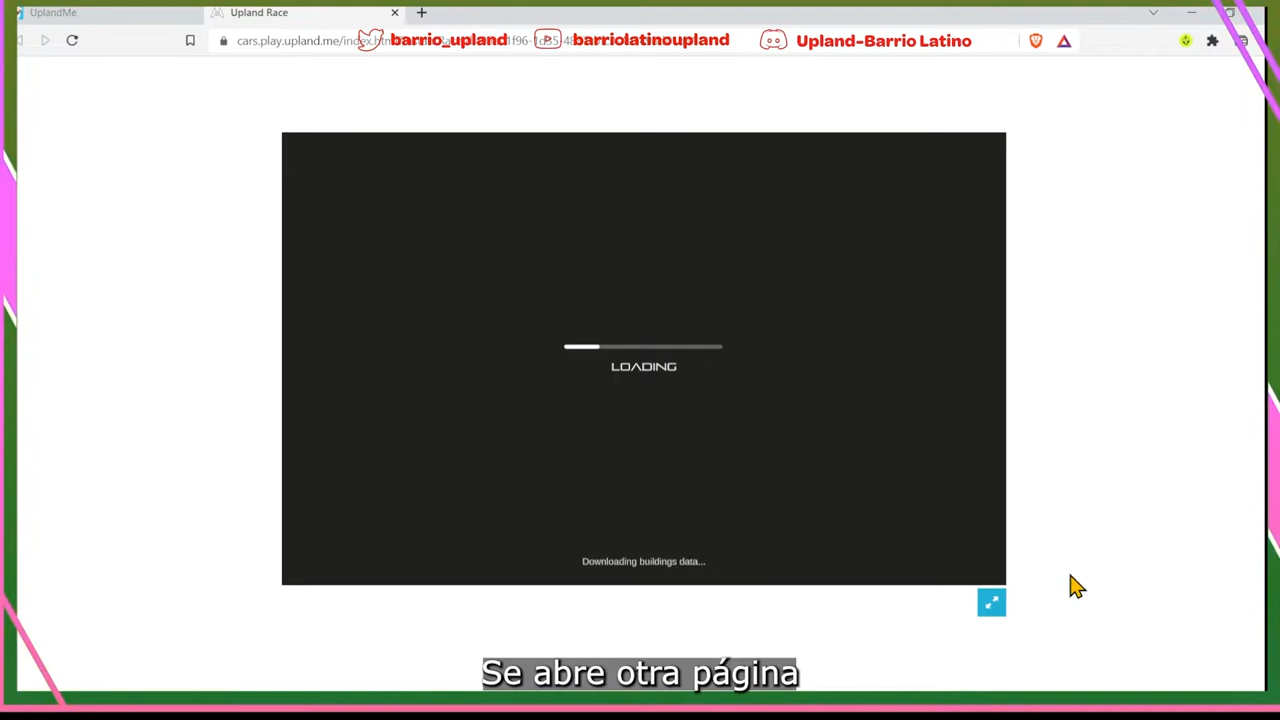 UplandMe
Upland Race
cars.play.upland.me/index.h
barrio_upland
barriolatinoupland
Upland-Barrio Latino
LOADING
Downloading buildings data...
Se abre otra página